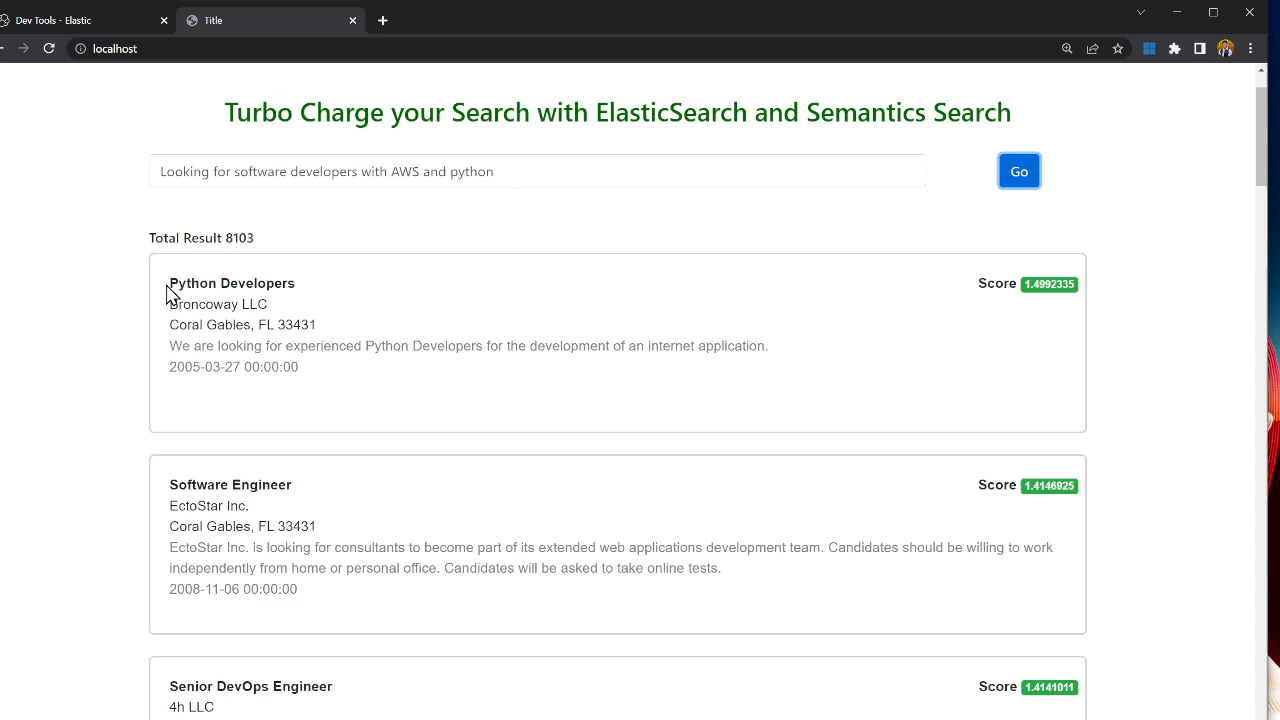 Dev Tools - Elastic
Title
localhost
Turbo Charge your Search with ElasticSearch and Semantics Search
Looking for software developers with AWS and python
Go
Total Result 8103
Python Developers
Score 1.4992335
Broncoway LLC
Coral Gables, FL 33431
We are looking for experienced Python Developers for the development of an internet application.
2005-03-27 00:00:00
Software Engineer
Score 1.4146925
EctoStar Inc.
Coral Gables, FL 33431
EctoStar Inc. is looking for consultants to become part of its extended web applications development team. Candidates should be willing to work
independently from home or personal office. Candidates will be asked to take online tests.
2008-11-06 00:00:00
Senior DevOps Engineer
Score 1.4141011
4h LLC